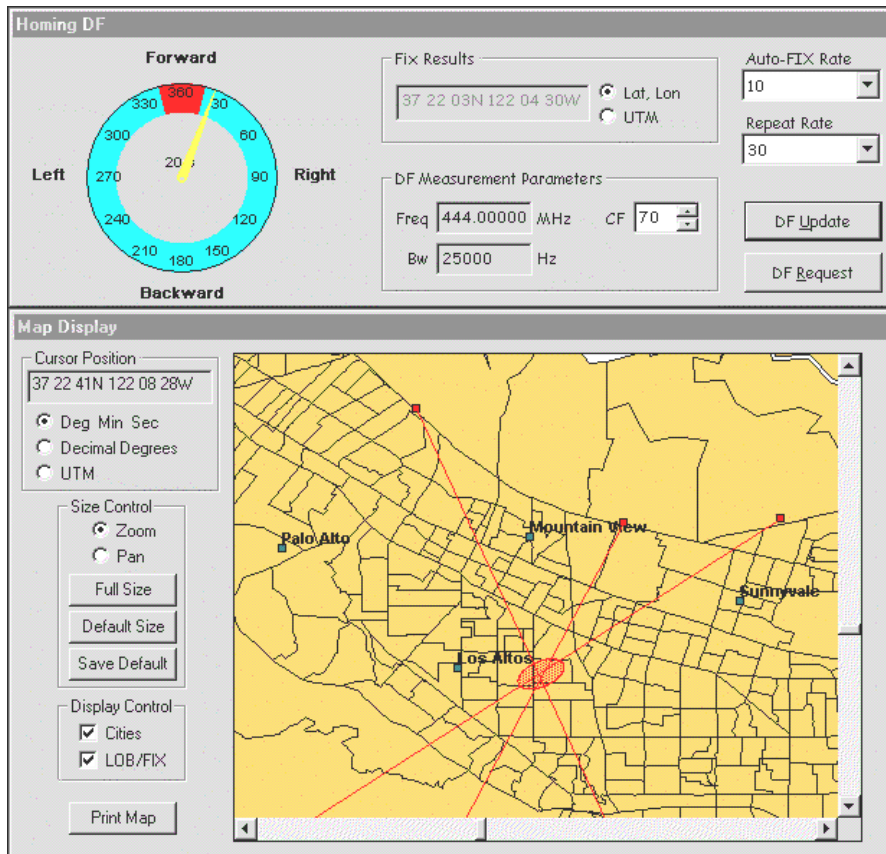 Homing DF
Forward
360
330 30
300 60
Left 270 90 Right
240 120
210 150
180
Backward
Fix Results
37 22 03N 122 04 30W
Lat, Lon
UTM
DF Measurement Parameters
Freq 444.00000 MHz CF 70
Bw 25000 Hz
Auto-FIX Rate
10
Repeat Rate
30
DF Update
DF Request
Map Display
Cursor Position
37 22 41N 122 08 28W
Deg Min Sec
Decimal Degrees
UTM
Size Control
Zoom
Pan
Full Size
Default Size
Save Default
Display Control
Cities
LOB/FIX
Print Map
Palo Alto
Mountain View
Sunnyvale
Los Altos